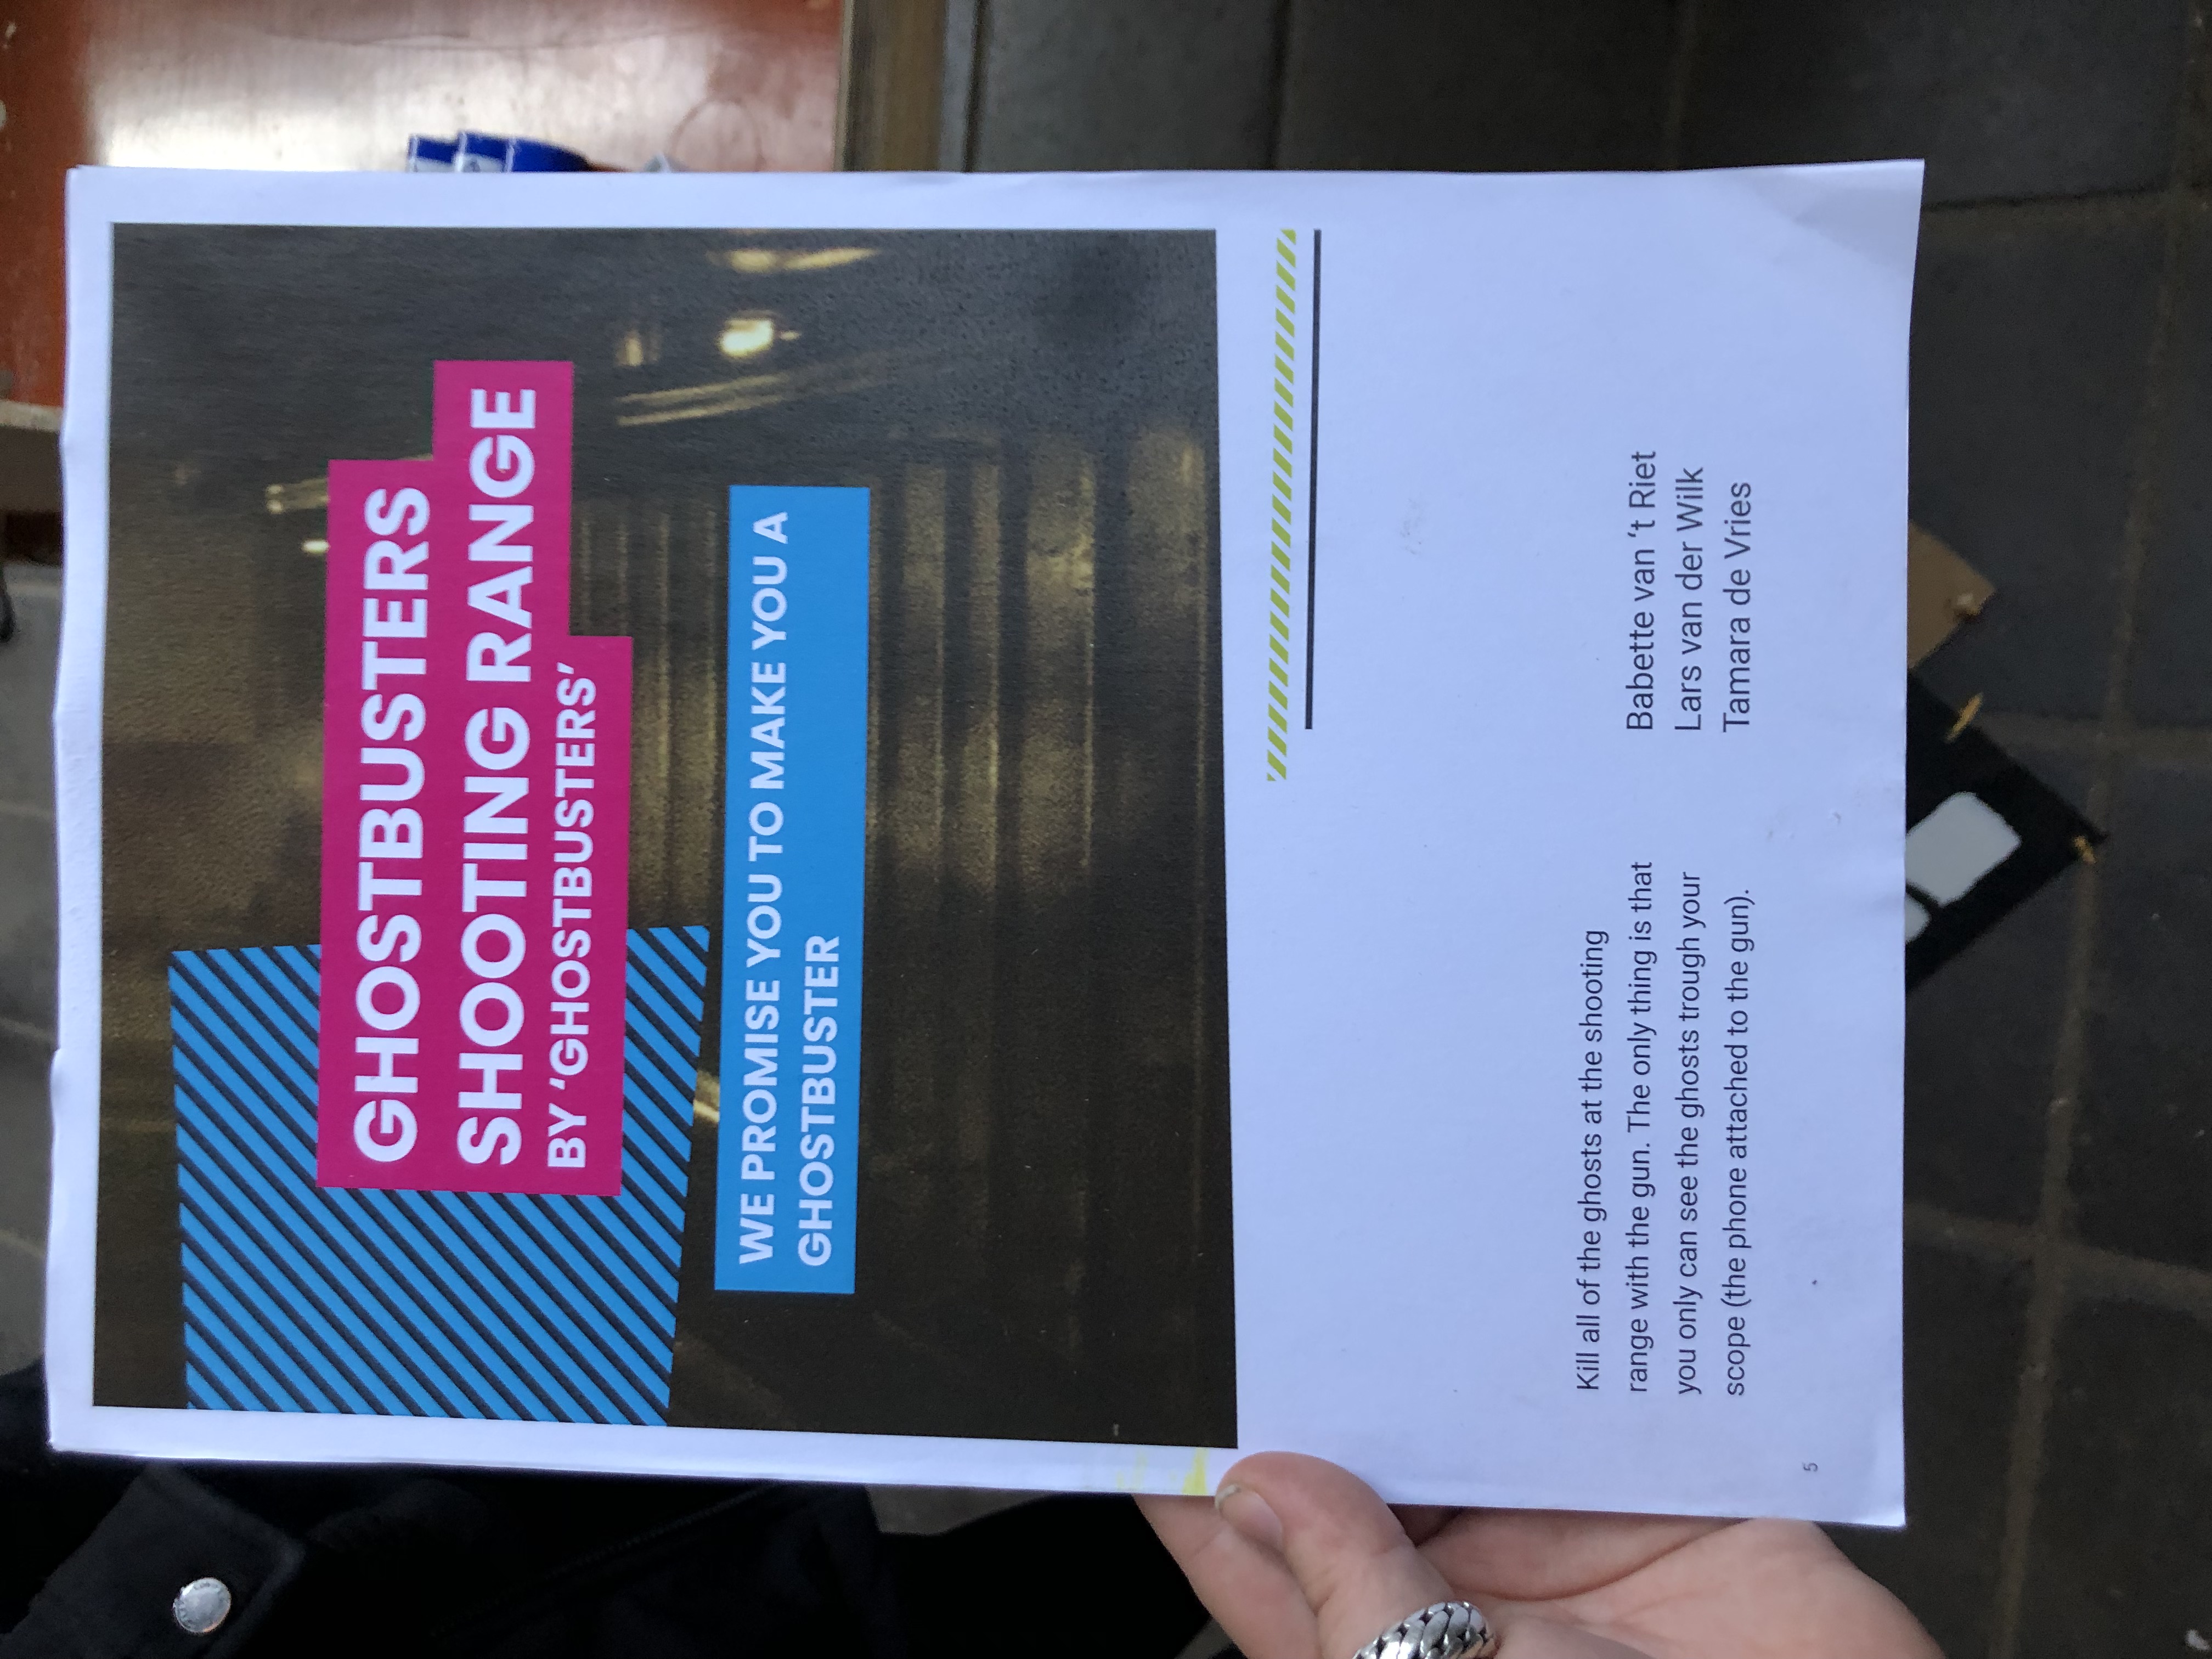 GHOSTBUSTERS
SHOOTING RANGE
BY ‘GHOSTBUSTERS’
WE PROMISE YOU TO MAKE YOU A
GHOSTBUSTER
Kill all of the ghosts at the shooting
range with the gun. The only thing is that
you only can see the ghosts trough your
scope (the phone attached to the gun).
Babette van ‘t Riet
Lars van der Wilk
Tamara de Vries
5